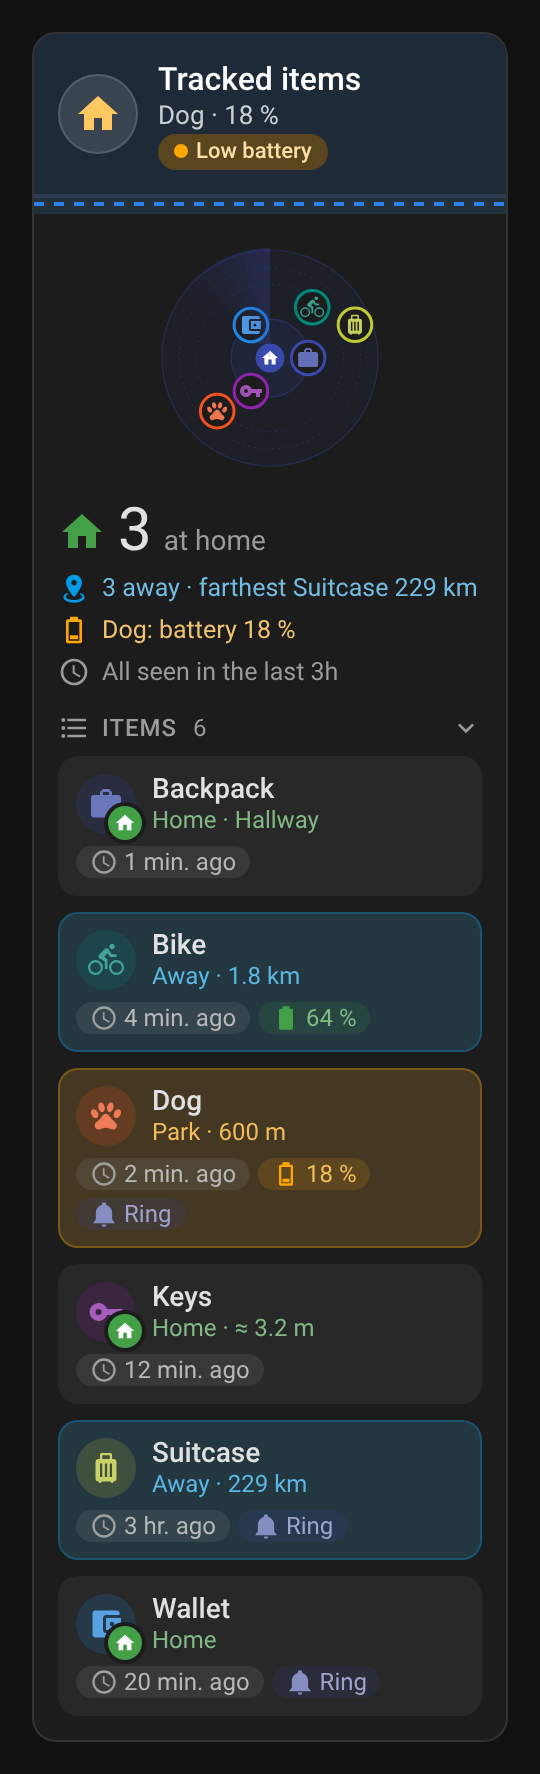 Tracked items
Dog · 18 %
Low battery
3 at home
3 away · farthest Suitcase 229 km
Dog: battery 18 %
All seen in the last 3h
ITEMS 6
Backpack
Home · Hallway
1 min. ago
Bike
Away · 1.8 km
4 min. ago 64 %
Dog
Park · 600 m
2 min. ago 18 %
Ring
Keys
Home · ≈ 3.2 m
12 min. ago
Suitcase
Away · 229 km
3 hr. ago Ring
Wallet
Home
20 min. ago Ring